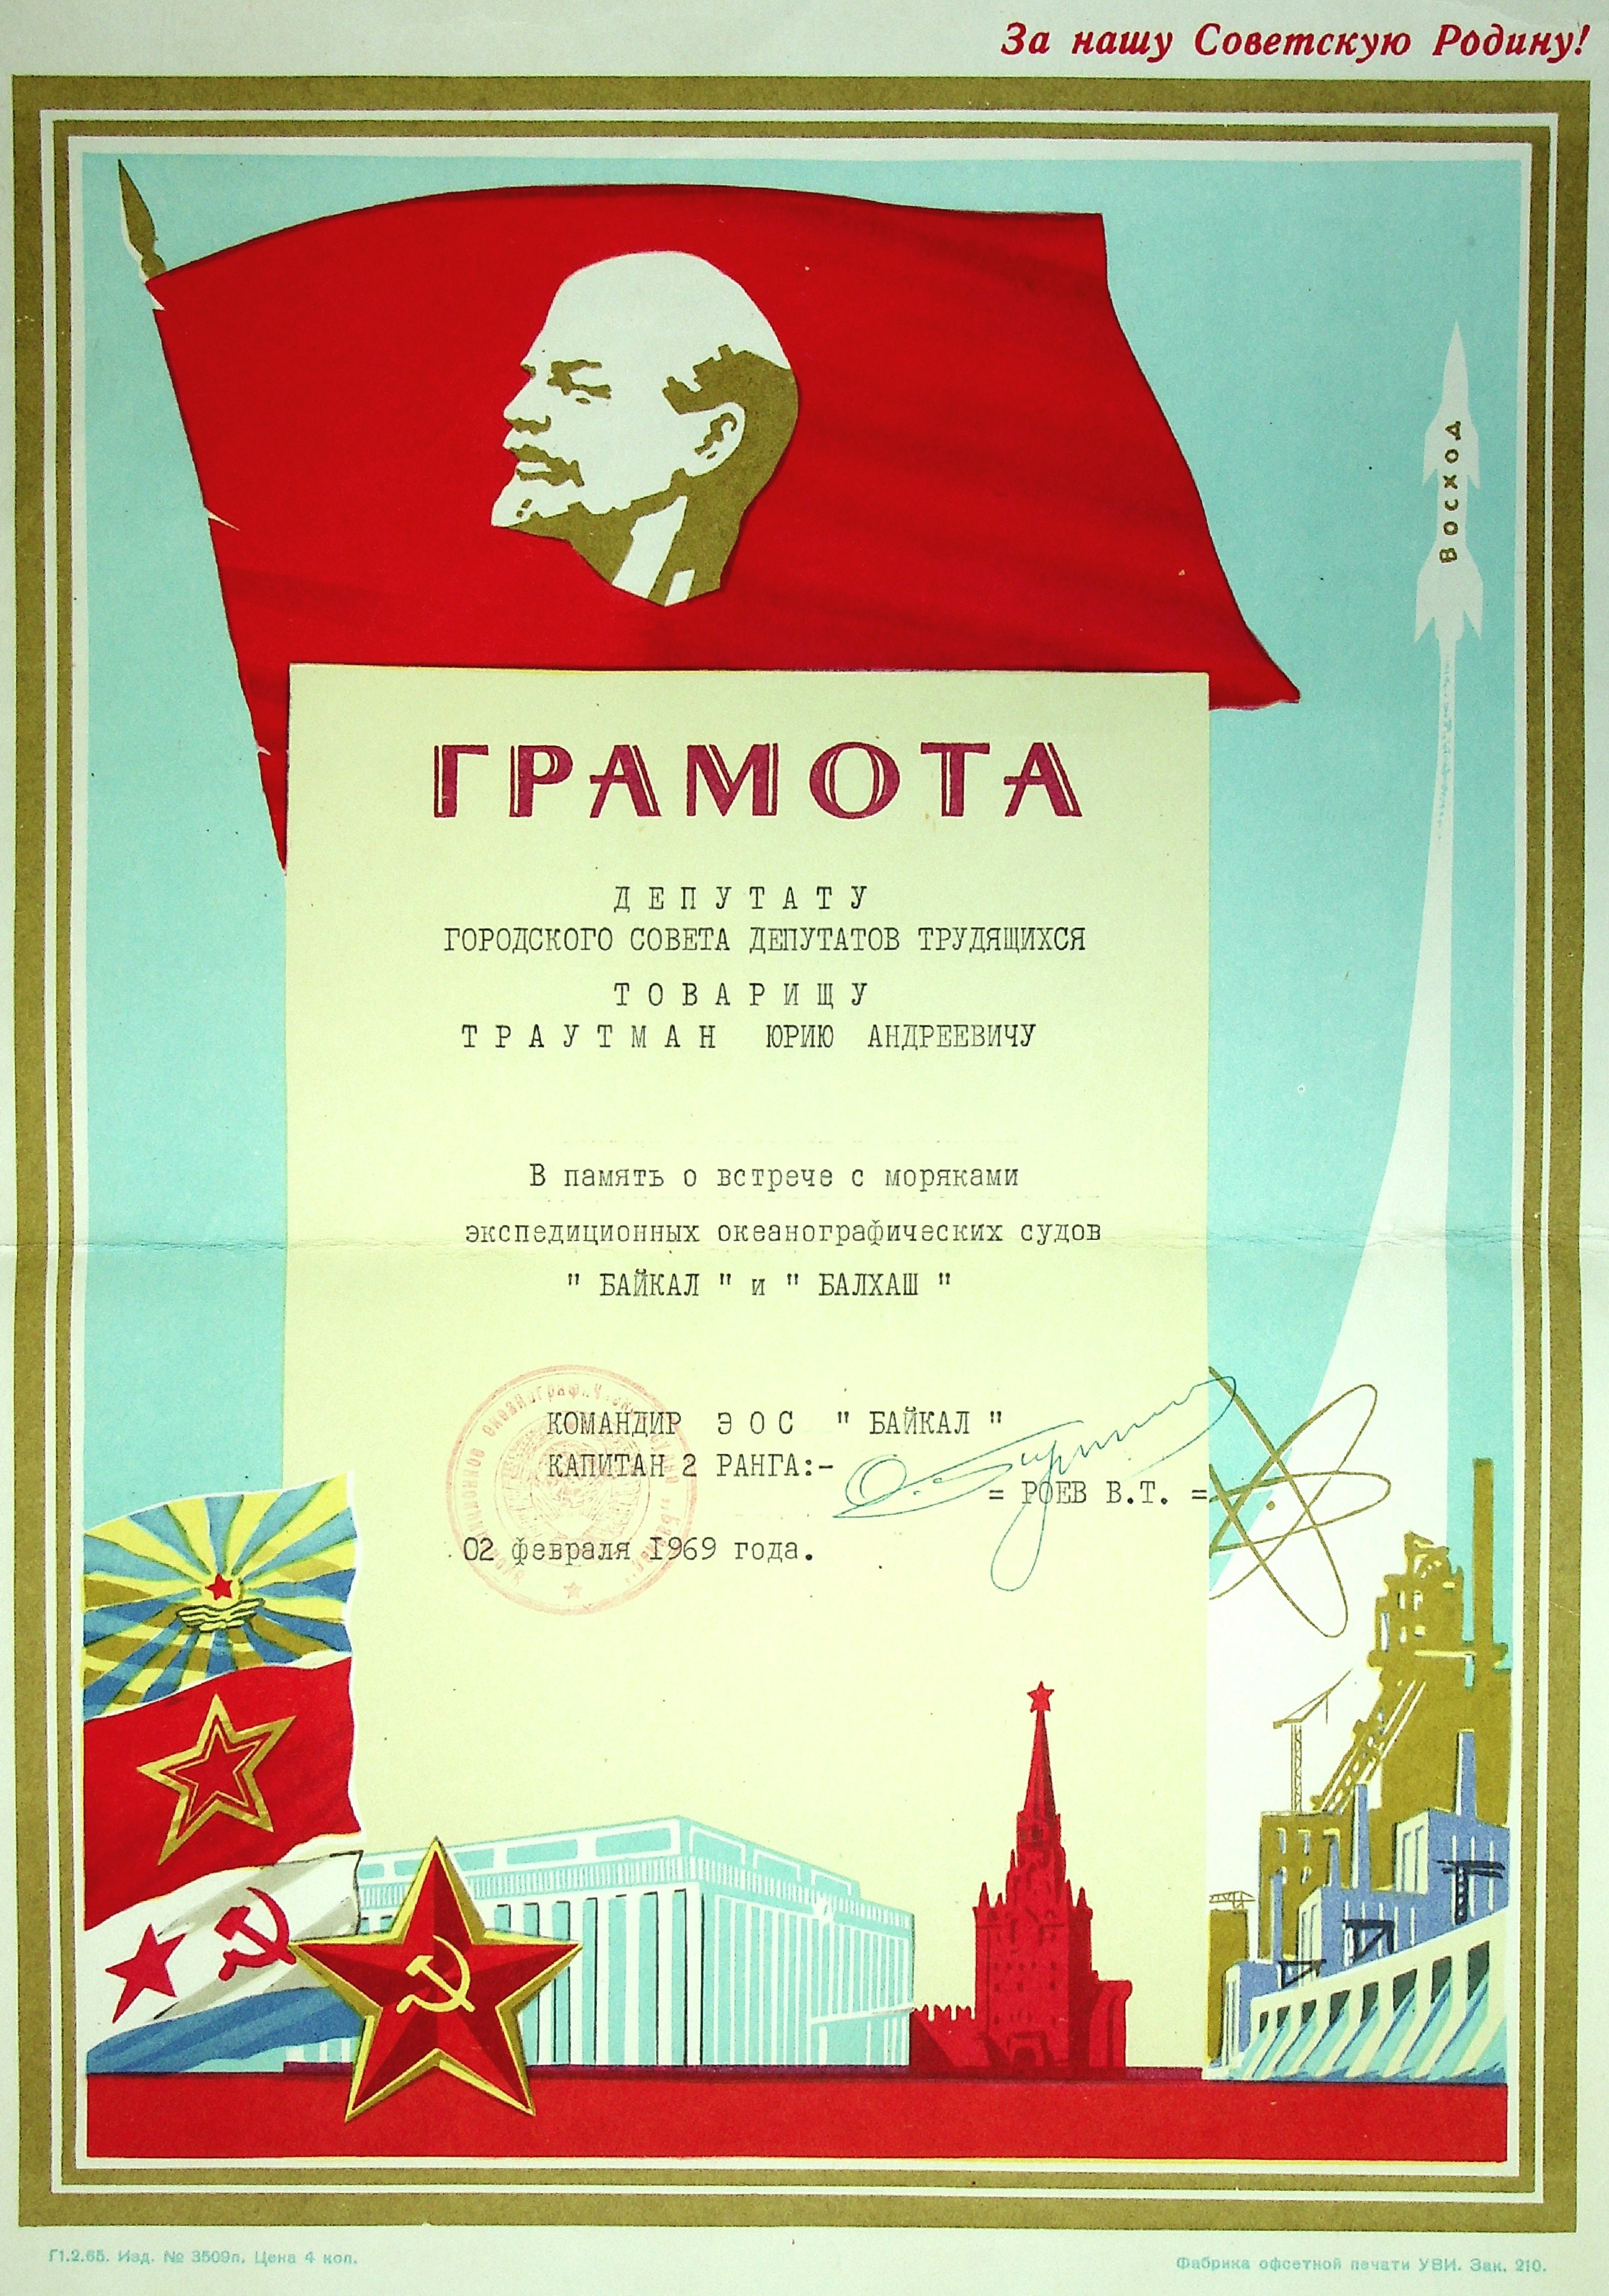 За нашу Советскую Родину!
ВОСХОД
ГРАМОТА
ДЕПУТАТУ
ГОРОДСКОГО СОВЕТА ДЕПУТАТОВ ТРУДЯЩИХСЯ
ТОВАРИЩУ
ТРАУТМАН ЮРИЮ АНДРЕЕВИЧУ
В память о встрече с моряками
экспедиционных океанографических судов
" БАЙКАЛ " и " БАЛХАШ "
КОМАНДИР Э О С " БАЙКАЛ "
КАПИТАН 2 РАНГА:-
= РОЕВ В.Т. =
02 февраля 1969 года.
Г1.2.65. Изд. № 3509п. Цена 4 коп.
Фабрика офсетной печати УВИ. Зак. 210.